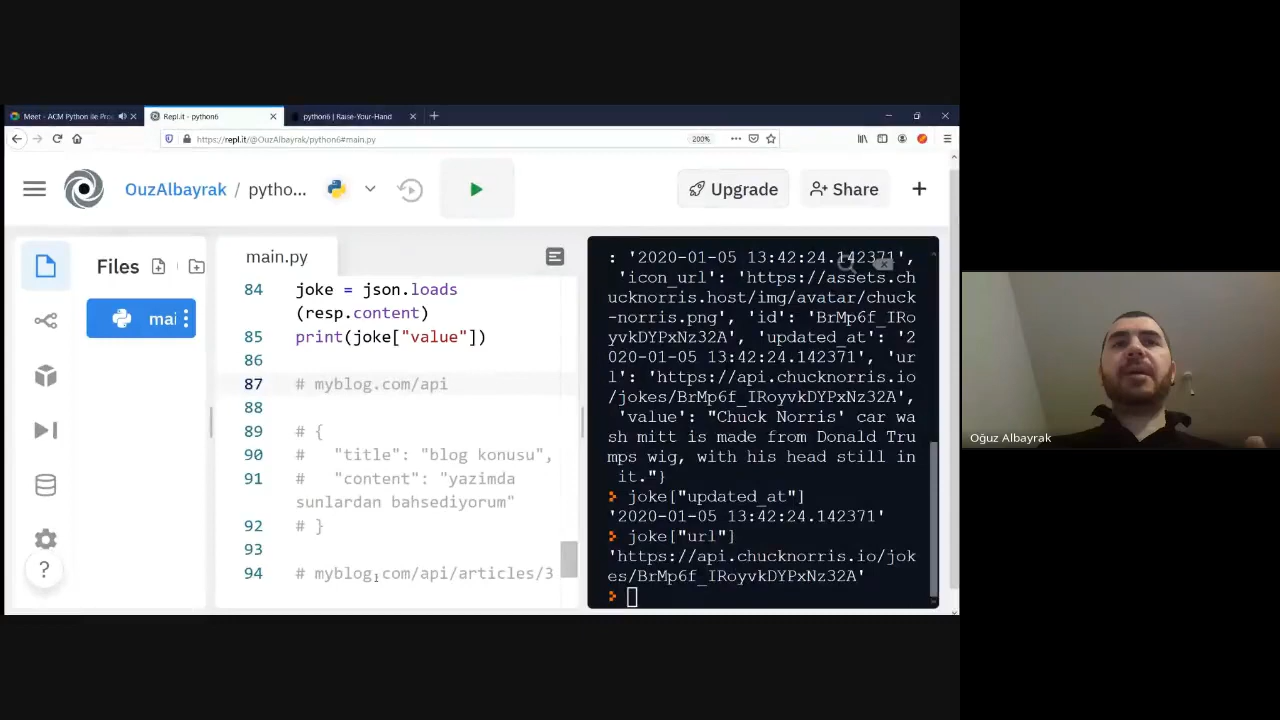 Meet - ACM Python ile Pro
Repl.it - python6
python6 | Raise-Your-Hand
https://repl.it/@OuzAlbayrak/python6#main.py
200%
OuzAlbayrak / pytho...
Upgrade
Share
Files
mai
main.py
84 joke = json.loads
(resp.content)
85 print(joke["value"])
86
87 # myblog.com/api
88
89 # {
90 #   "title": "blog konusu",
91 #   "content": "yazimda
sunlardan bahsediyorum"
92 # }
93
94 # myblog.com/api/articles/3
: '2020-01-05 13:42:24.142371',
'icon_url': 'https://assets.ch
ucknorris.host/img/avatar/chuck
-norris.png', 'id': 'BrMp6f_IRo
yvkDYPxNz32A', 'updated_at': '2
020-01-05 13:42:24.142371', 'ur
l': 'https://api.chucknorris.io
/jokes/BrMp6f_IRoyvkDYPxNz32A',
'value': "Chuck Norris' car wa
sh mitt is made from Donald Tru
mps wig, with his head still in
it."}
joke["updated_at"]
'2020-01-05 13:42:24.142371'
joke["url"]
'https://api.chucknorris.io/jok
es/BrMp6f_IRoyvkDYPxNz32A'
?
Oğuz Albayrak